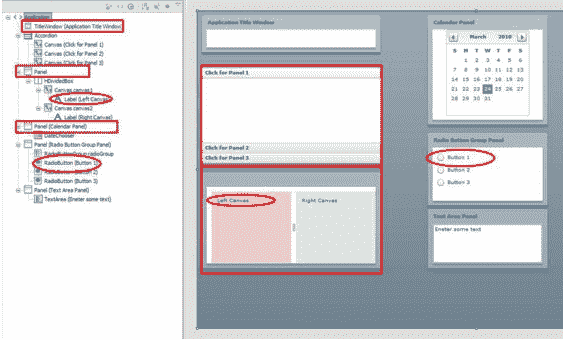 Application
TitleWindow (Application Title Window)
Accordion
Canvas (Click for Panel 1)
Canvas (Click for Panel 2)
Canvas (Click for Panel 3)
Panel
HDividedBox
Canvas canvas1
Label (Left Canvas)
Canvas canvas2
Label (Right Canvas)
Panel (Calendar Panel)
DateChooser
Panel (Radio Button Group Panel)
RadioButtonGroup radioGroup
RadioButton (Button 1)
RadioButton (Button 2)
RadioButton (Button 3)
Panel (Text Area Panel)
TextArea (Eneter some text)
Application Title Window
Click for Panel 1
Click for Panel 2
Click for Panel 3
Left Canvas
Right Canvas
Calendar Panel
March 2010
S M T W T F S
1 2 3 4 5 6
7 8 9 10 11 12 13
14 15 16 17 18 19 20
21 22 23 24 25 26 27
28 29 30 31
Radio Button Group Panel
Button 1
Button 2
Button 3
Text Area Panel
Eneter some text